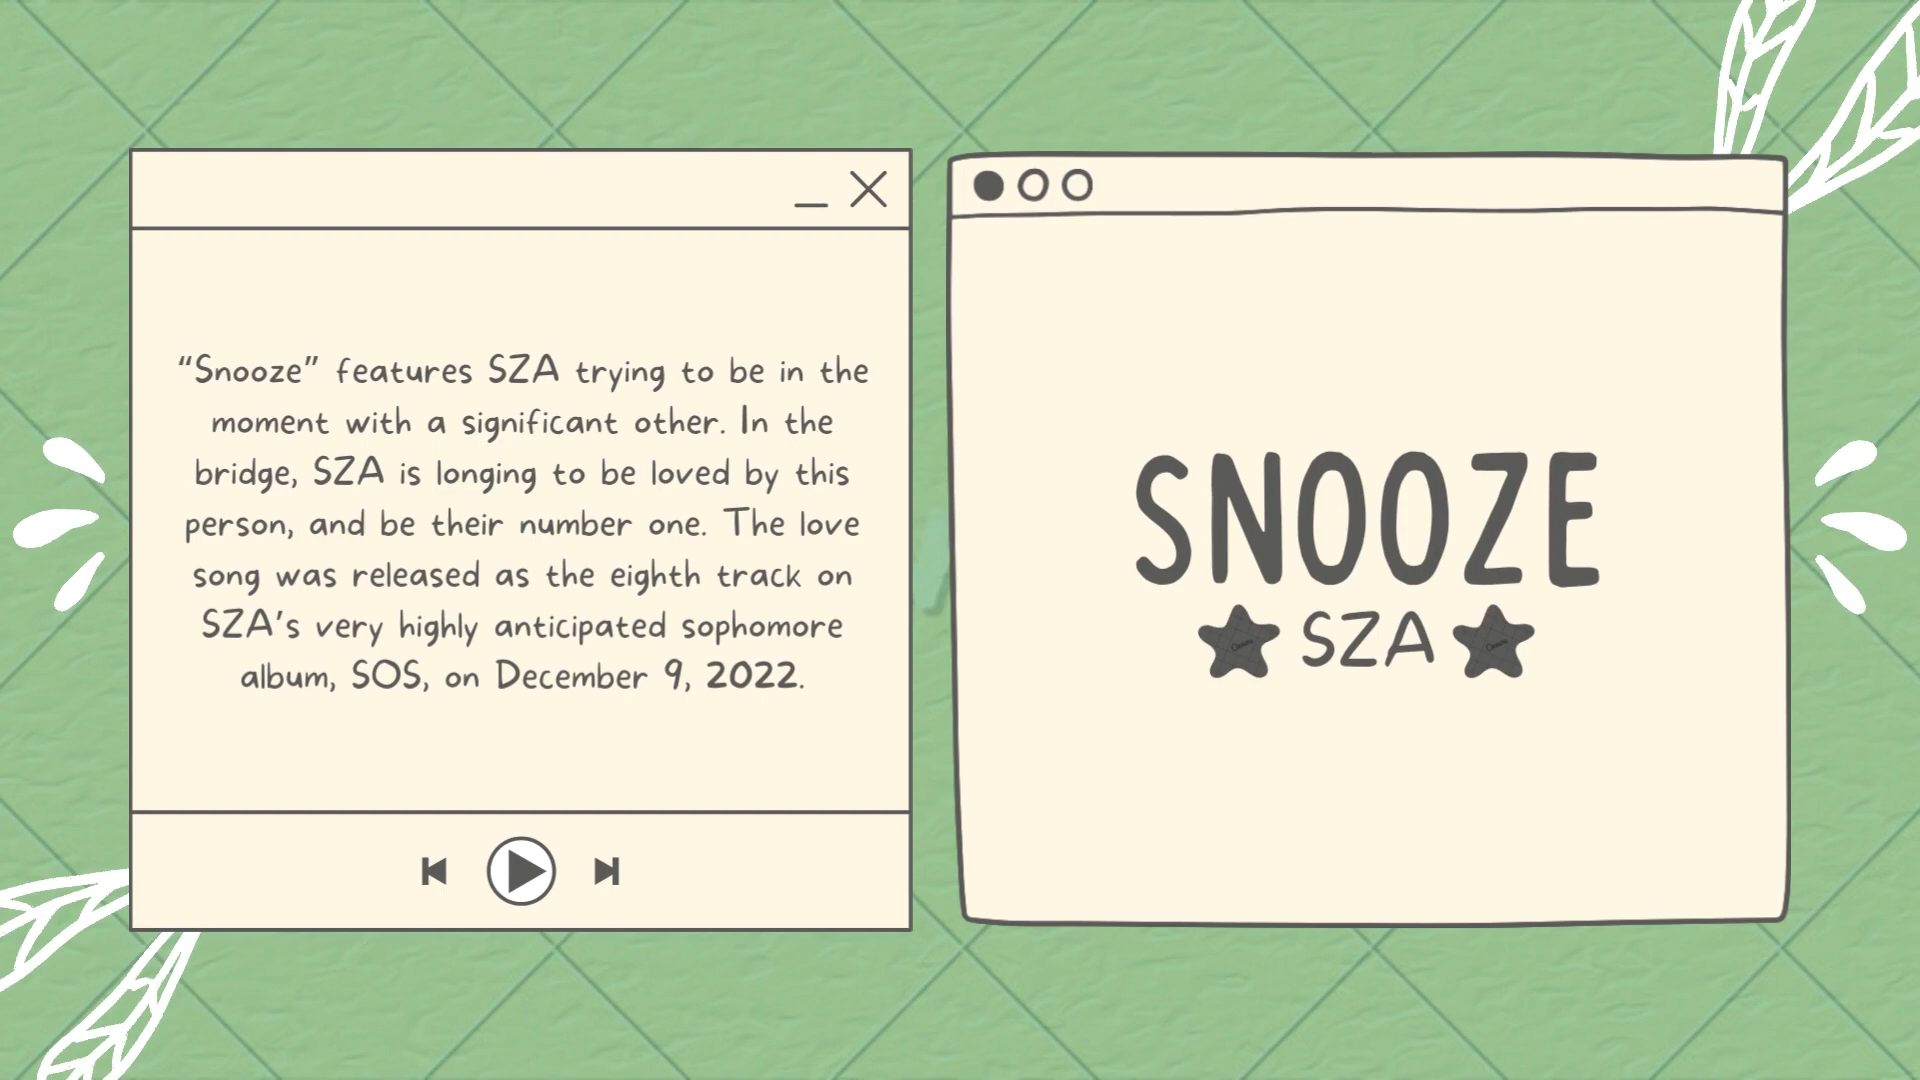 “Snooze” features SZA trying to be in the
moment with a significant other. In the
bridge, SZA is longing to be loved by this
person, and be their number one. The love
song was released as the eighth track on
SZA’s very highly anticipated sophomore
album, SOS, on December 9, 2022.
SNOOZE
SZA